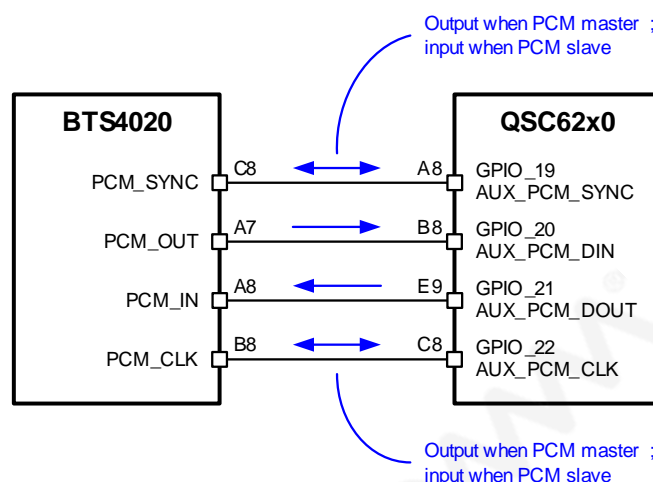 Output when PCM master ;
input when PCM slave
BTS4020
QSC62x0
PCM_SYNC
C8
A8
GPIO_19
AUX_PCM_SYNC
PCM_OUT
A7
B8
GPIO_20
AUX_PCM_DIN
PCM_IN
A8
E9
GPIO_21
AUX_PCM_DOUT
PCM_CLK
B8
C8
GPIO_22
AUX_PCM_CLK
Output when PCM master ;
input when PCM slave